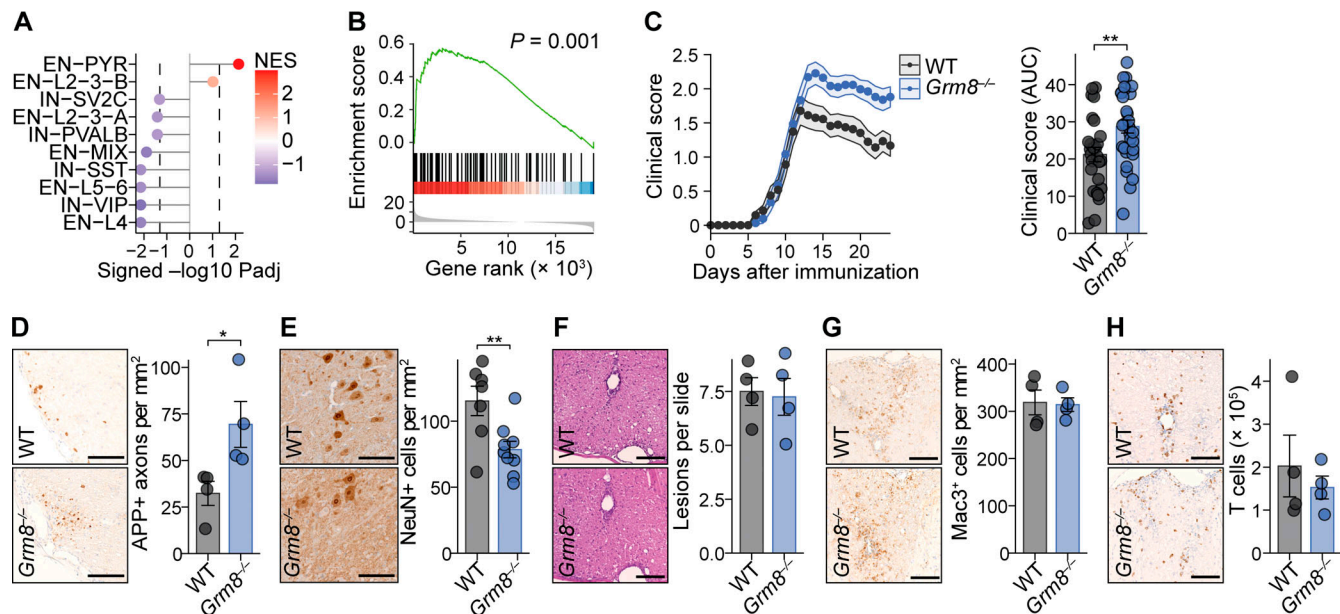 A
EN-PYR
EN-L2-3-B
IN-SV2C
EN-L2-3-A
IN-PVALB
EN-MIX
IN-SST
EN-L5-6
IN-VIP
EN-L4
−2 −1 0 1 2
Signed –log10 Padj
NES
2
1
0
−1
B
P = 0.001
Enrichment score
0.6
0.4
0.2
0.0
20
0
5 10 15
Gene rank (× 10³)
C
Clinical score
2.5
2.0
1.5
1.0
0.5
0
0 5 10 15 20
Days after immunization
WT
Grm8−/−
Clinical score (AUC)
50
40
30
20
10
0
**
WT
Grm8−/−
D
WT
Grm8−/−
APP+ axons per mm²
100
75
50
25
0
*
WT
Grm8−/−
E
WT
Grm8−/−
NeuN+ cells per mm²
150
100
50
0
**
WT
Grm8−/−
F
WT
Grm8−/−
Lesions per slide
7.5
5.0
2.5
0.0
WT
Grm8−/−
G
WT
Grm8−/−
Mac3⁺ cells per mm²
400
300
200
100
0
WT
Grm8−/−
H
WT
Grm8−/−
T cells (× 10⁵)
4
3
2
1
0
WT
Grm8−/−